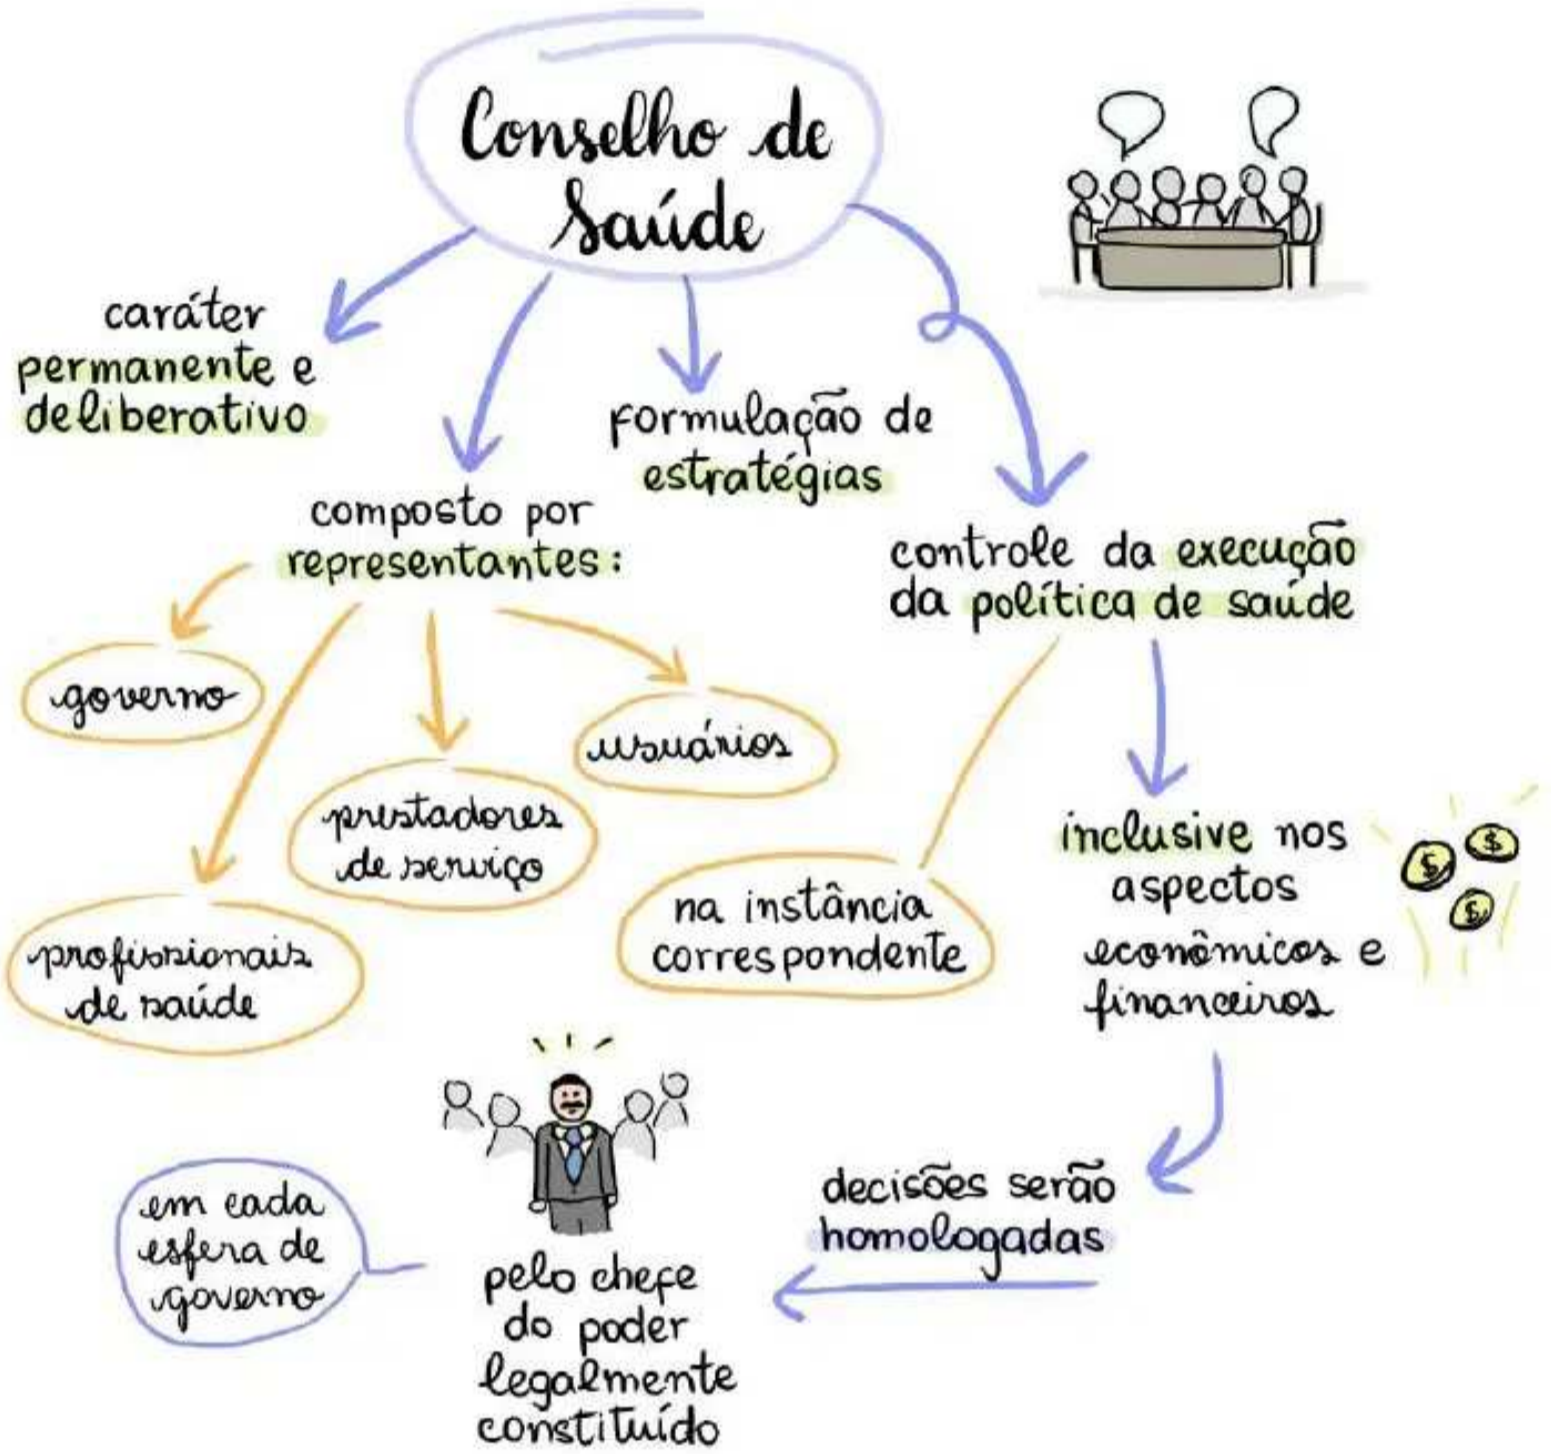 Conselho de
Saúde
caráter
permanente e
deliberativo
composto por
representantes:
governo
profissionais
de saúde
prestadores
de serviço
usuários
formulação de
estratégias
controle da execução
da política de saúde
na instância
correspondente
inclusive nos
aspectos
econômicos e
financeiros
$
$
$
decisões serão
homologadas
pelo chefe
do poder
legalmente
constituído
em cada
esfera de
governo